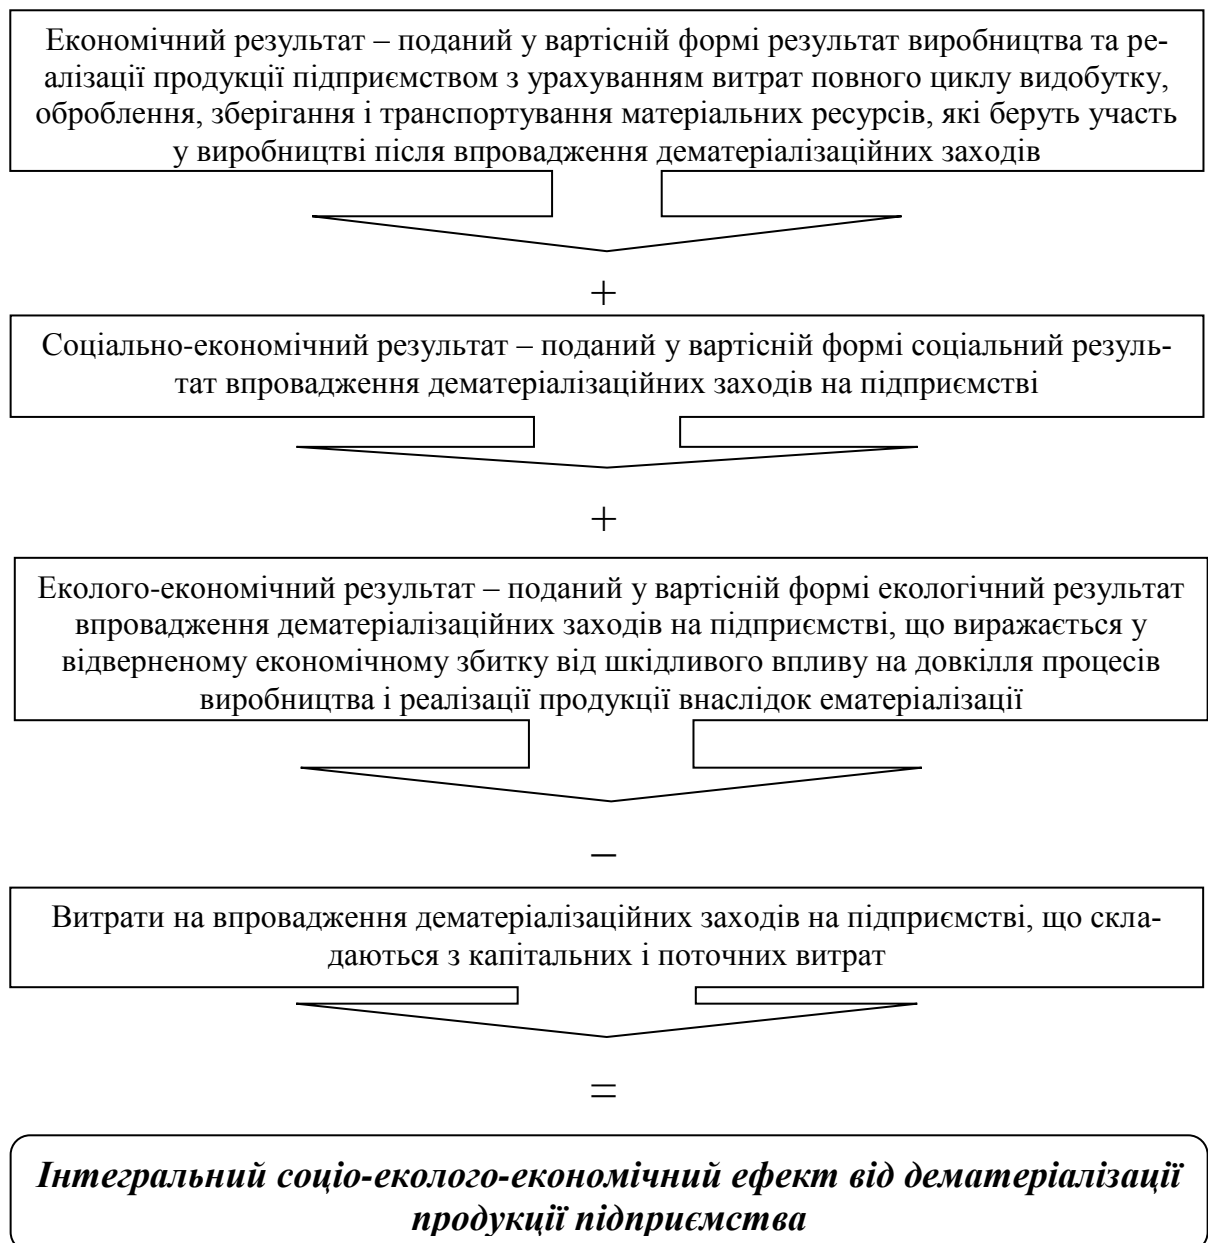 Економічний результат – поданий у вартісній формі результат виробництва та ре-
алізації продукції підприємством з урахуванням витрат повного циклу видобутку,
оброблення, зберігання і транспортування матеріальних ресурсів, які беруть участь
у виробництві після впровадження дематеріалізаційних заходів
+
Соціально-економічний результат – поданий у вартісній формі соціальний резуль-
тат впровадження дематеріалізаційних заходів на підприємстві
+
Еколого-економічний результат – поданий у вартісній формі екологічний результат
впровадження дематеріалізаційних заходів на підприємстві, що виражається у
відверненому економічному збитку від шкідливого впливу на довкілля процесів
виробництва і реалізації продукції внаслідок ематеріалізації
–
Витрати на впровадження дематеріалізаційних заходів на підприємстві, що скла-
даються з капітальних і поточних витрат
=
Інтегральний соціо-еколого-економічний ефект від дематеріалізації
продукції підприємства